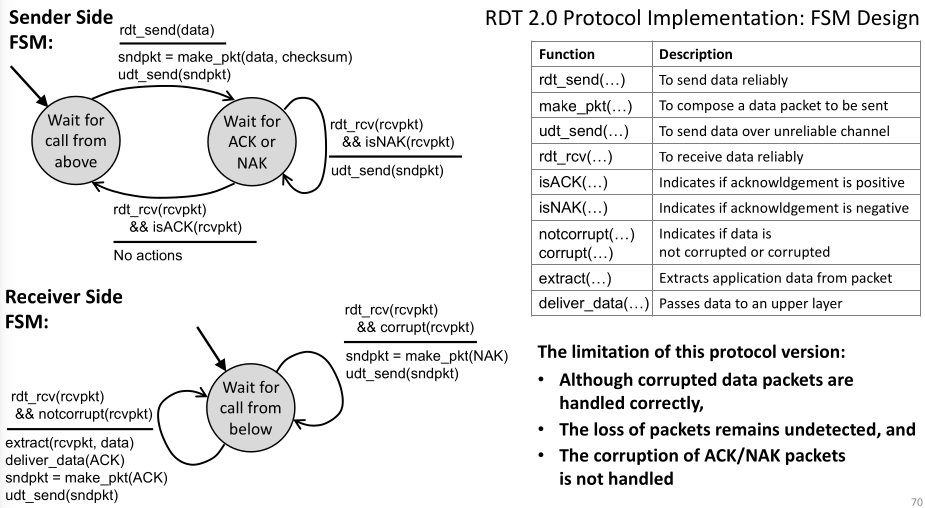 RDT 2.0 Protocol Implementation: FSM Design
Sender Side
FSM:
rdt_send(data)
sndpkt = make_pkt(data, checksum)
udt_send(sndpkt)
Wait for
call from
above
Wait for
ACK or
NAK
rdt_rcv(rcvpkt)
&& isNAK(rcvpkt)
udt_send(sndpkt)
rdt_rcv(rcvpkt)
&& isACK(rcvpkt)
No actions
Receiver Side
FSM:
rdt_rcv(rcvpkt)
&& corrupt(rcvpkt)
sndpkt = make_pkt(NAK)
udt_send(sndpkt)
Wait for
call from
below
rdt_rcv(rcvpkt)
&& notcorrupt(rcvpkt)
extract(rcvpkt, data)
deliver_data(ACK)
sndpkt = make_pkt(ACK)
udt_send(sndpkt)
Function Description
rdt_send(…) To send data reliably
make_pkt(…) To compose a data packet to be sent
udt_send(…) To send data over unreliable channel
rdt_rcv(…) To receive data reliably
isACK(…) Indicates if acknowldgement is positive
isNAK(…) Indicates if acknowldgement is negative
notcorrupt(…) Indicates if data is
corrupt(…) not corrupted or corrupted
extract(…) Extracts application data from packet
deliver_data(…) Passes data to an upper layer
The limitation of this protocol version:
• Although corrupted data packets are
handled correctly,
• The loss of packets remains undetected, and
• The corruption of ACK/NAK packets
is not handled
70